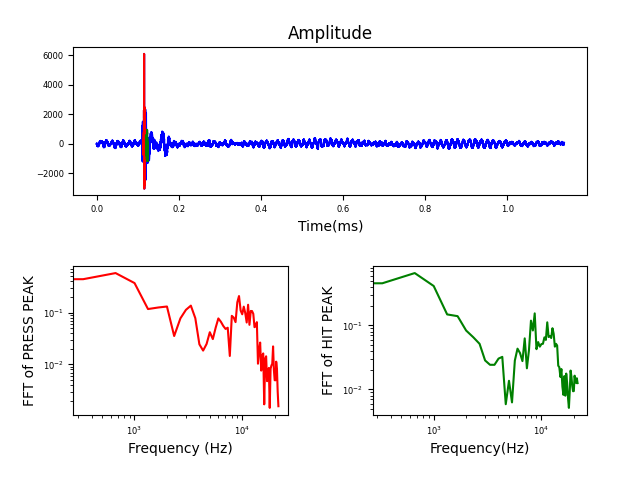 Amplitude
6000
4000
2000
0
−2000
0.0 0.2 0.4 0.6 0.8 1.0
Time(ms)
FFT of PRESS PEAK
10⁻¹
10⁻²
10³ 10⁴
Frequency (Hz)
FFT of HIT PEAK
10⁻¹
10⁻²
10³ 10⁴
Frequency(Hz)